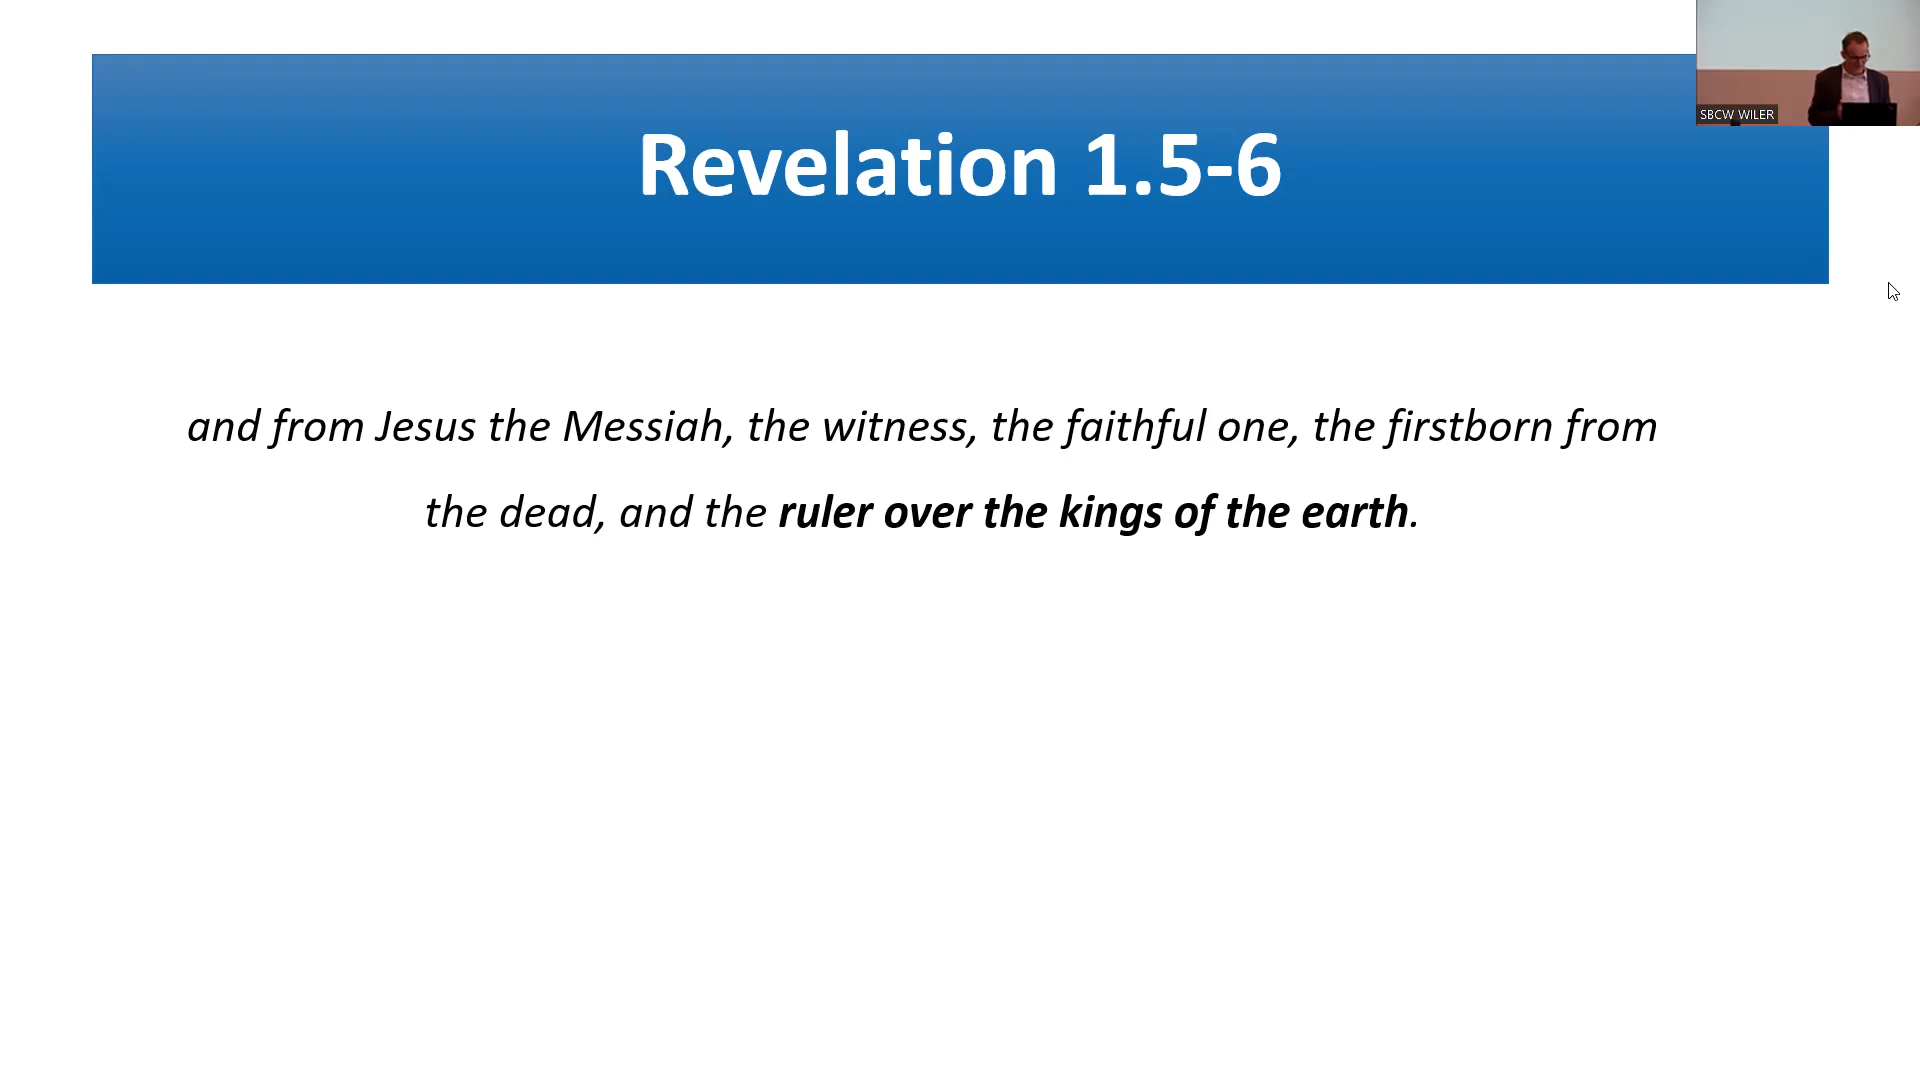 Revelation 1.5-6
SBCW WILER
and from Jesus the Messiah, the witness, the faithful one, the firstborn from
the dead, and the ruler over the kings of the earth.